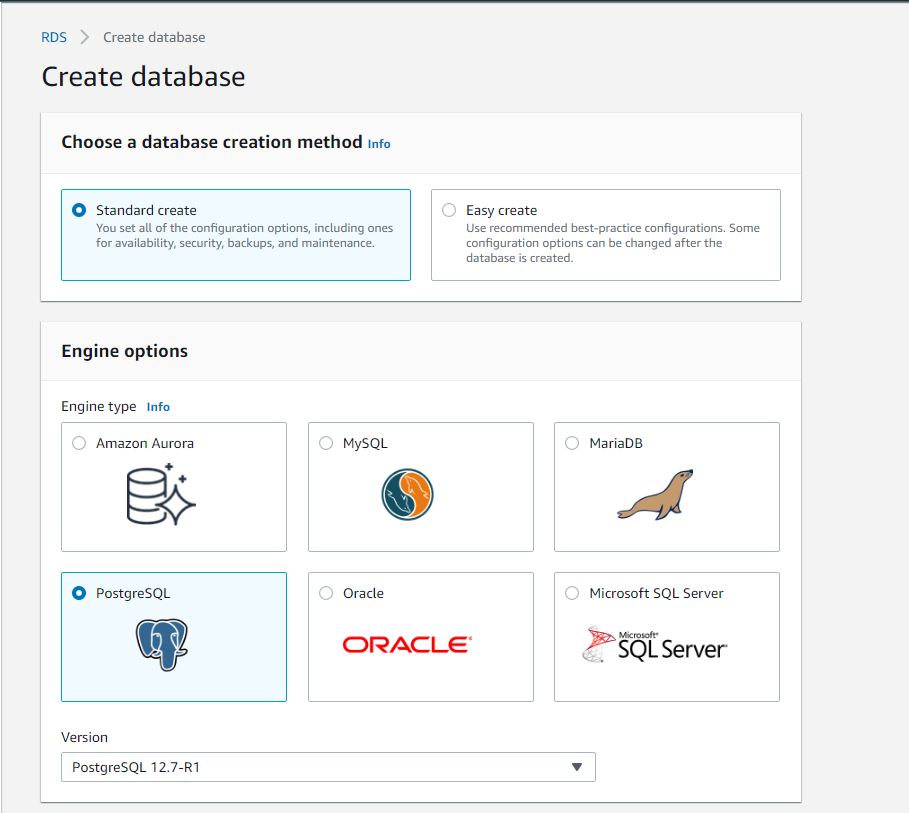 RDS > Create database
Create database
Choose a database creation method Info
Standard create
You set all of the configuration options, including ones
for availability, security, backups, and maintenance.
Easy create
Use recommended best-practice configurations. Some
configuration options can be changed after the
database is created.
Engine options
Engine type Info
Amazon Aurora
MySQL
MariaDB
PostgreSQL
Oracle
ORACLE
Microsoft SQL Server
Microsoft®
SQL Server
Version
PostgreSQL 12.7-R1